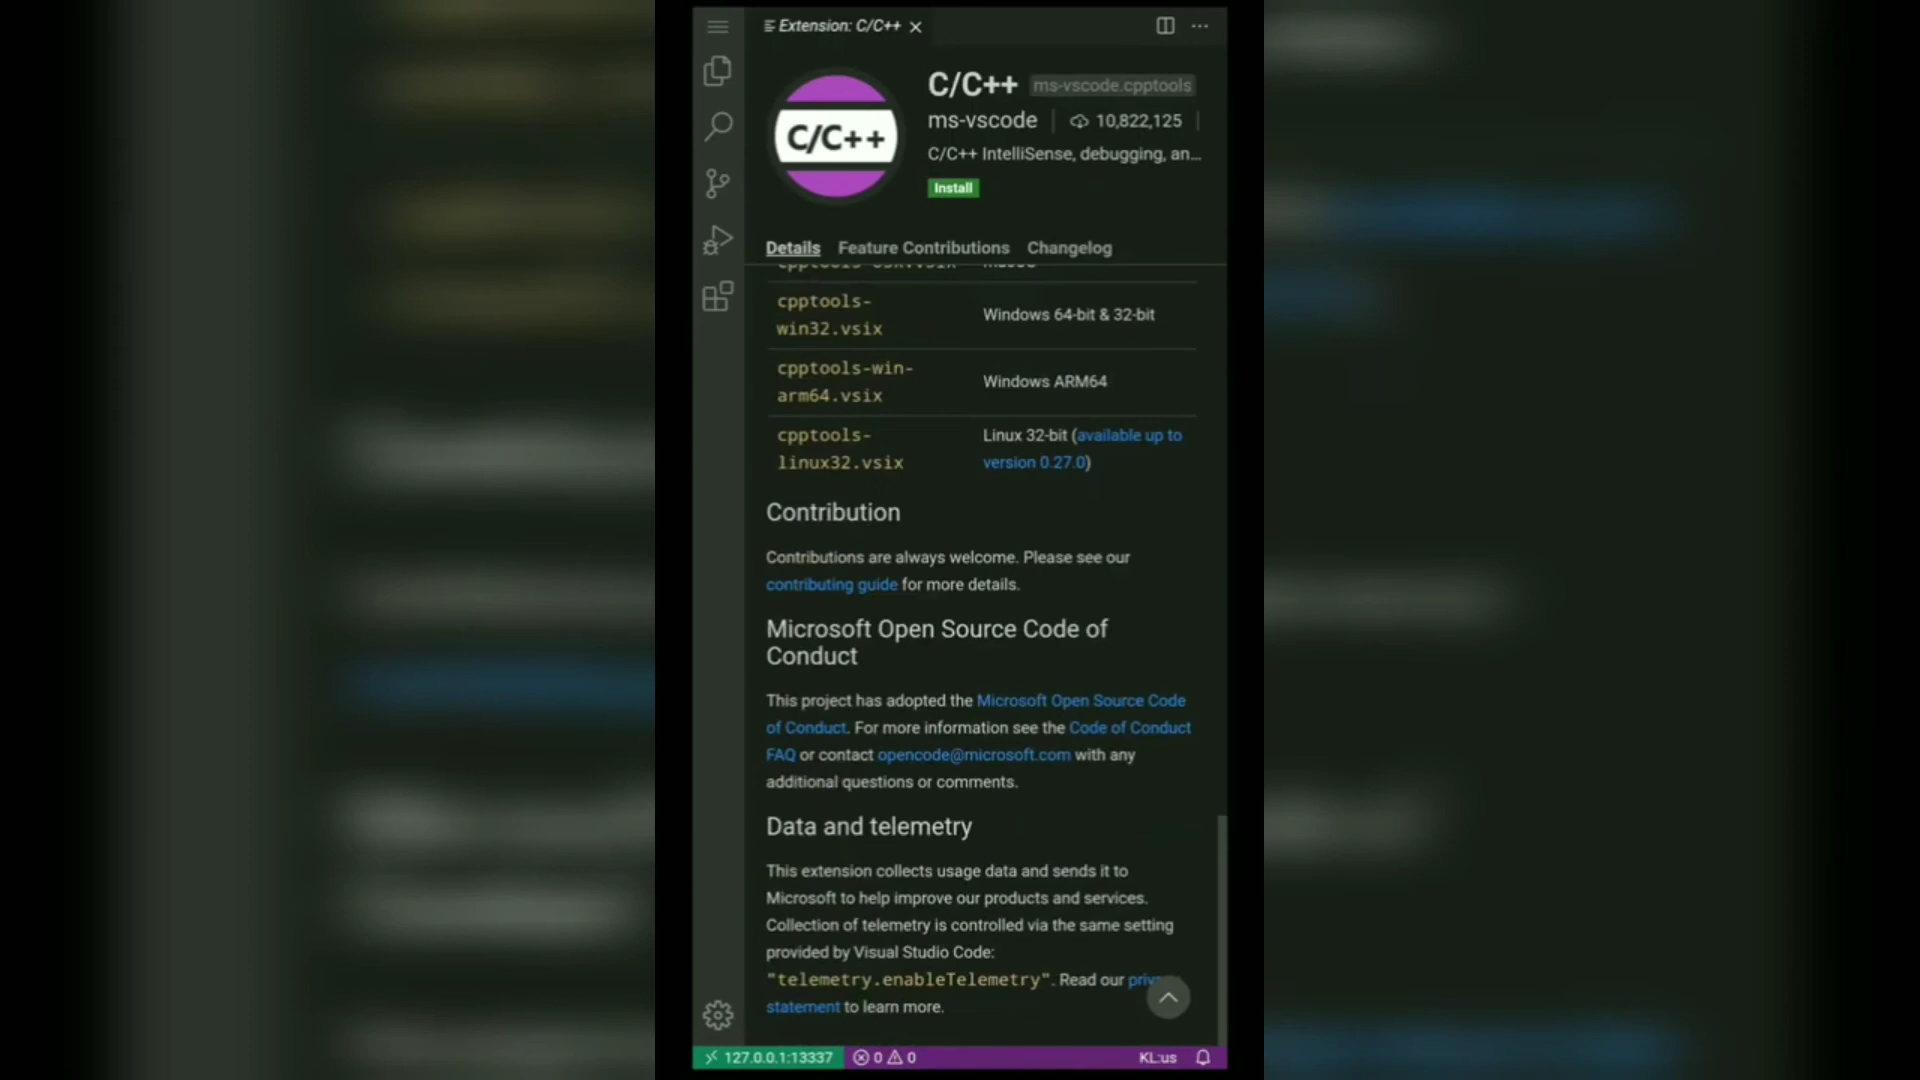 Extension: C/C++
C/C++
C/C++ ms-vscode.cpptools
ms-vscode 10,822,125
C/C++ IntelliSense, debugging, an...
Install
Details Feature Contributions Changelog
cpptools-
win32.vsix
Windows 64-bit & 32-bit
cpptools-win-
arm64.vsix
Windows ARM64
cpptools-
linux32.vsix
Linux 32-bit (available up to
version 0.27.0)
Contribution
Contributions are always welcome. Please see our
contributing guide for more details.
Microsoft Open Source Code of
Conduct
This project has adopted the Microsoft Open Source Code
of Conduct. For more information see the Code of Conduct
FAQ or contact opencode@microsoft.com with any
additional questions or comments.
Data and telemetry
This extension collects usage data and sends it to
Microsoft to help improve our products and services.
Collection of telemetry is controlled via the same setting
provided by Visual Studio Code:
"telemetry.enableTelemetry". Read our
statement to learn more.
127.0.0.1:13337 0 0 KL:us